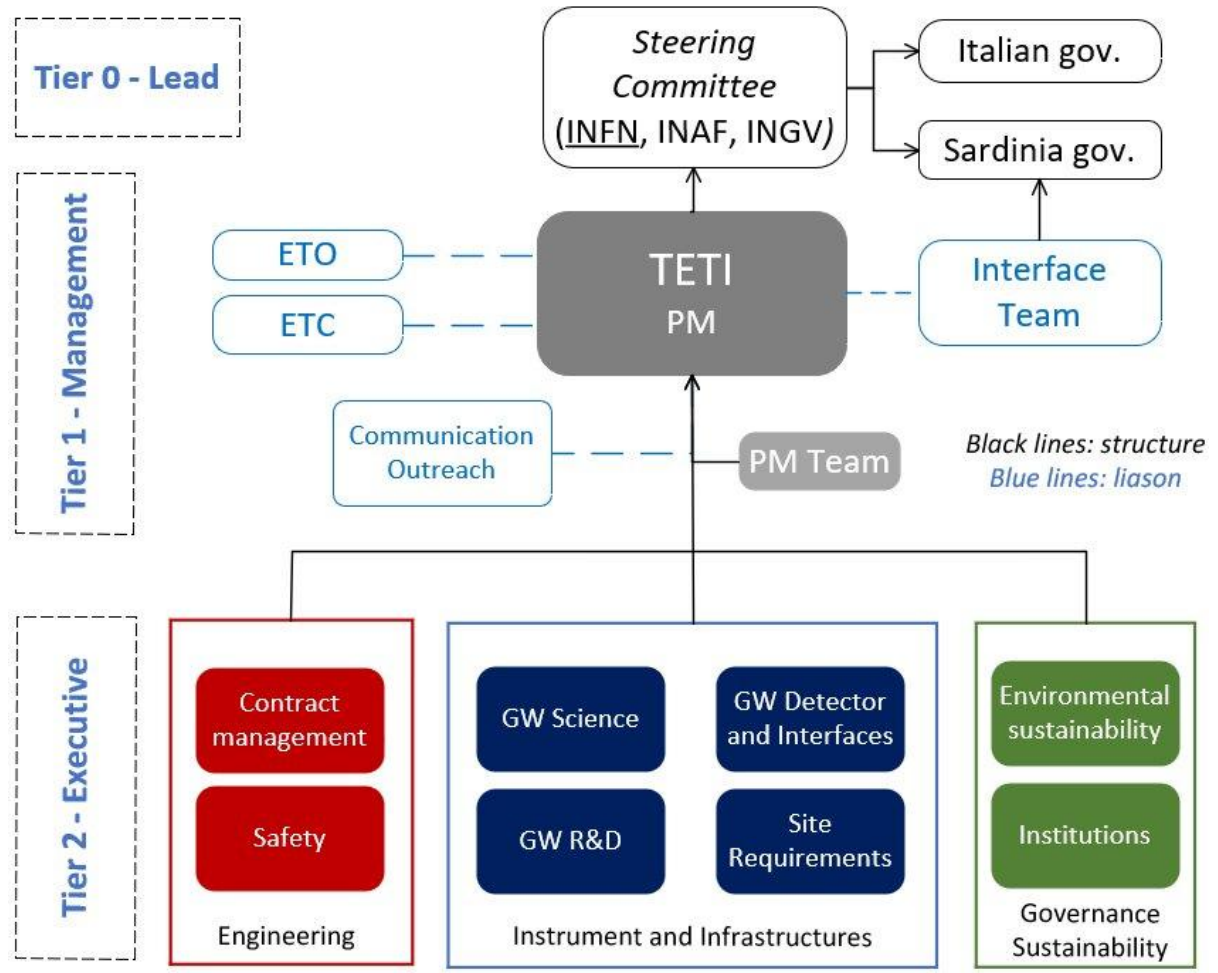 Tier 0 - Lead
Steering
Committee
(INFN, INAF, INGV)
Italian gov.
Sardinia gov.
Tier 1 - Management
ETO
ETC
TETI
PM
Interface
Team
Communication
Outreach
PM Team
Black lines: structure
Blue lines: liason
Tier 2 - Executive
Contract
management
Safety
Engineering
GW Science
GW Detector
and Interfaces
GW R&D
Site
Requirements
Instrument and Infrastructures
Environmental
sustainability
Institutions
Governance
Sustainability